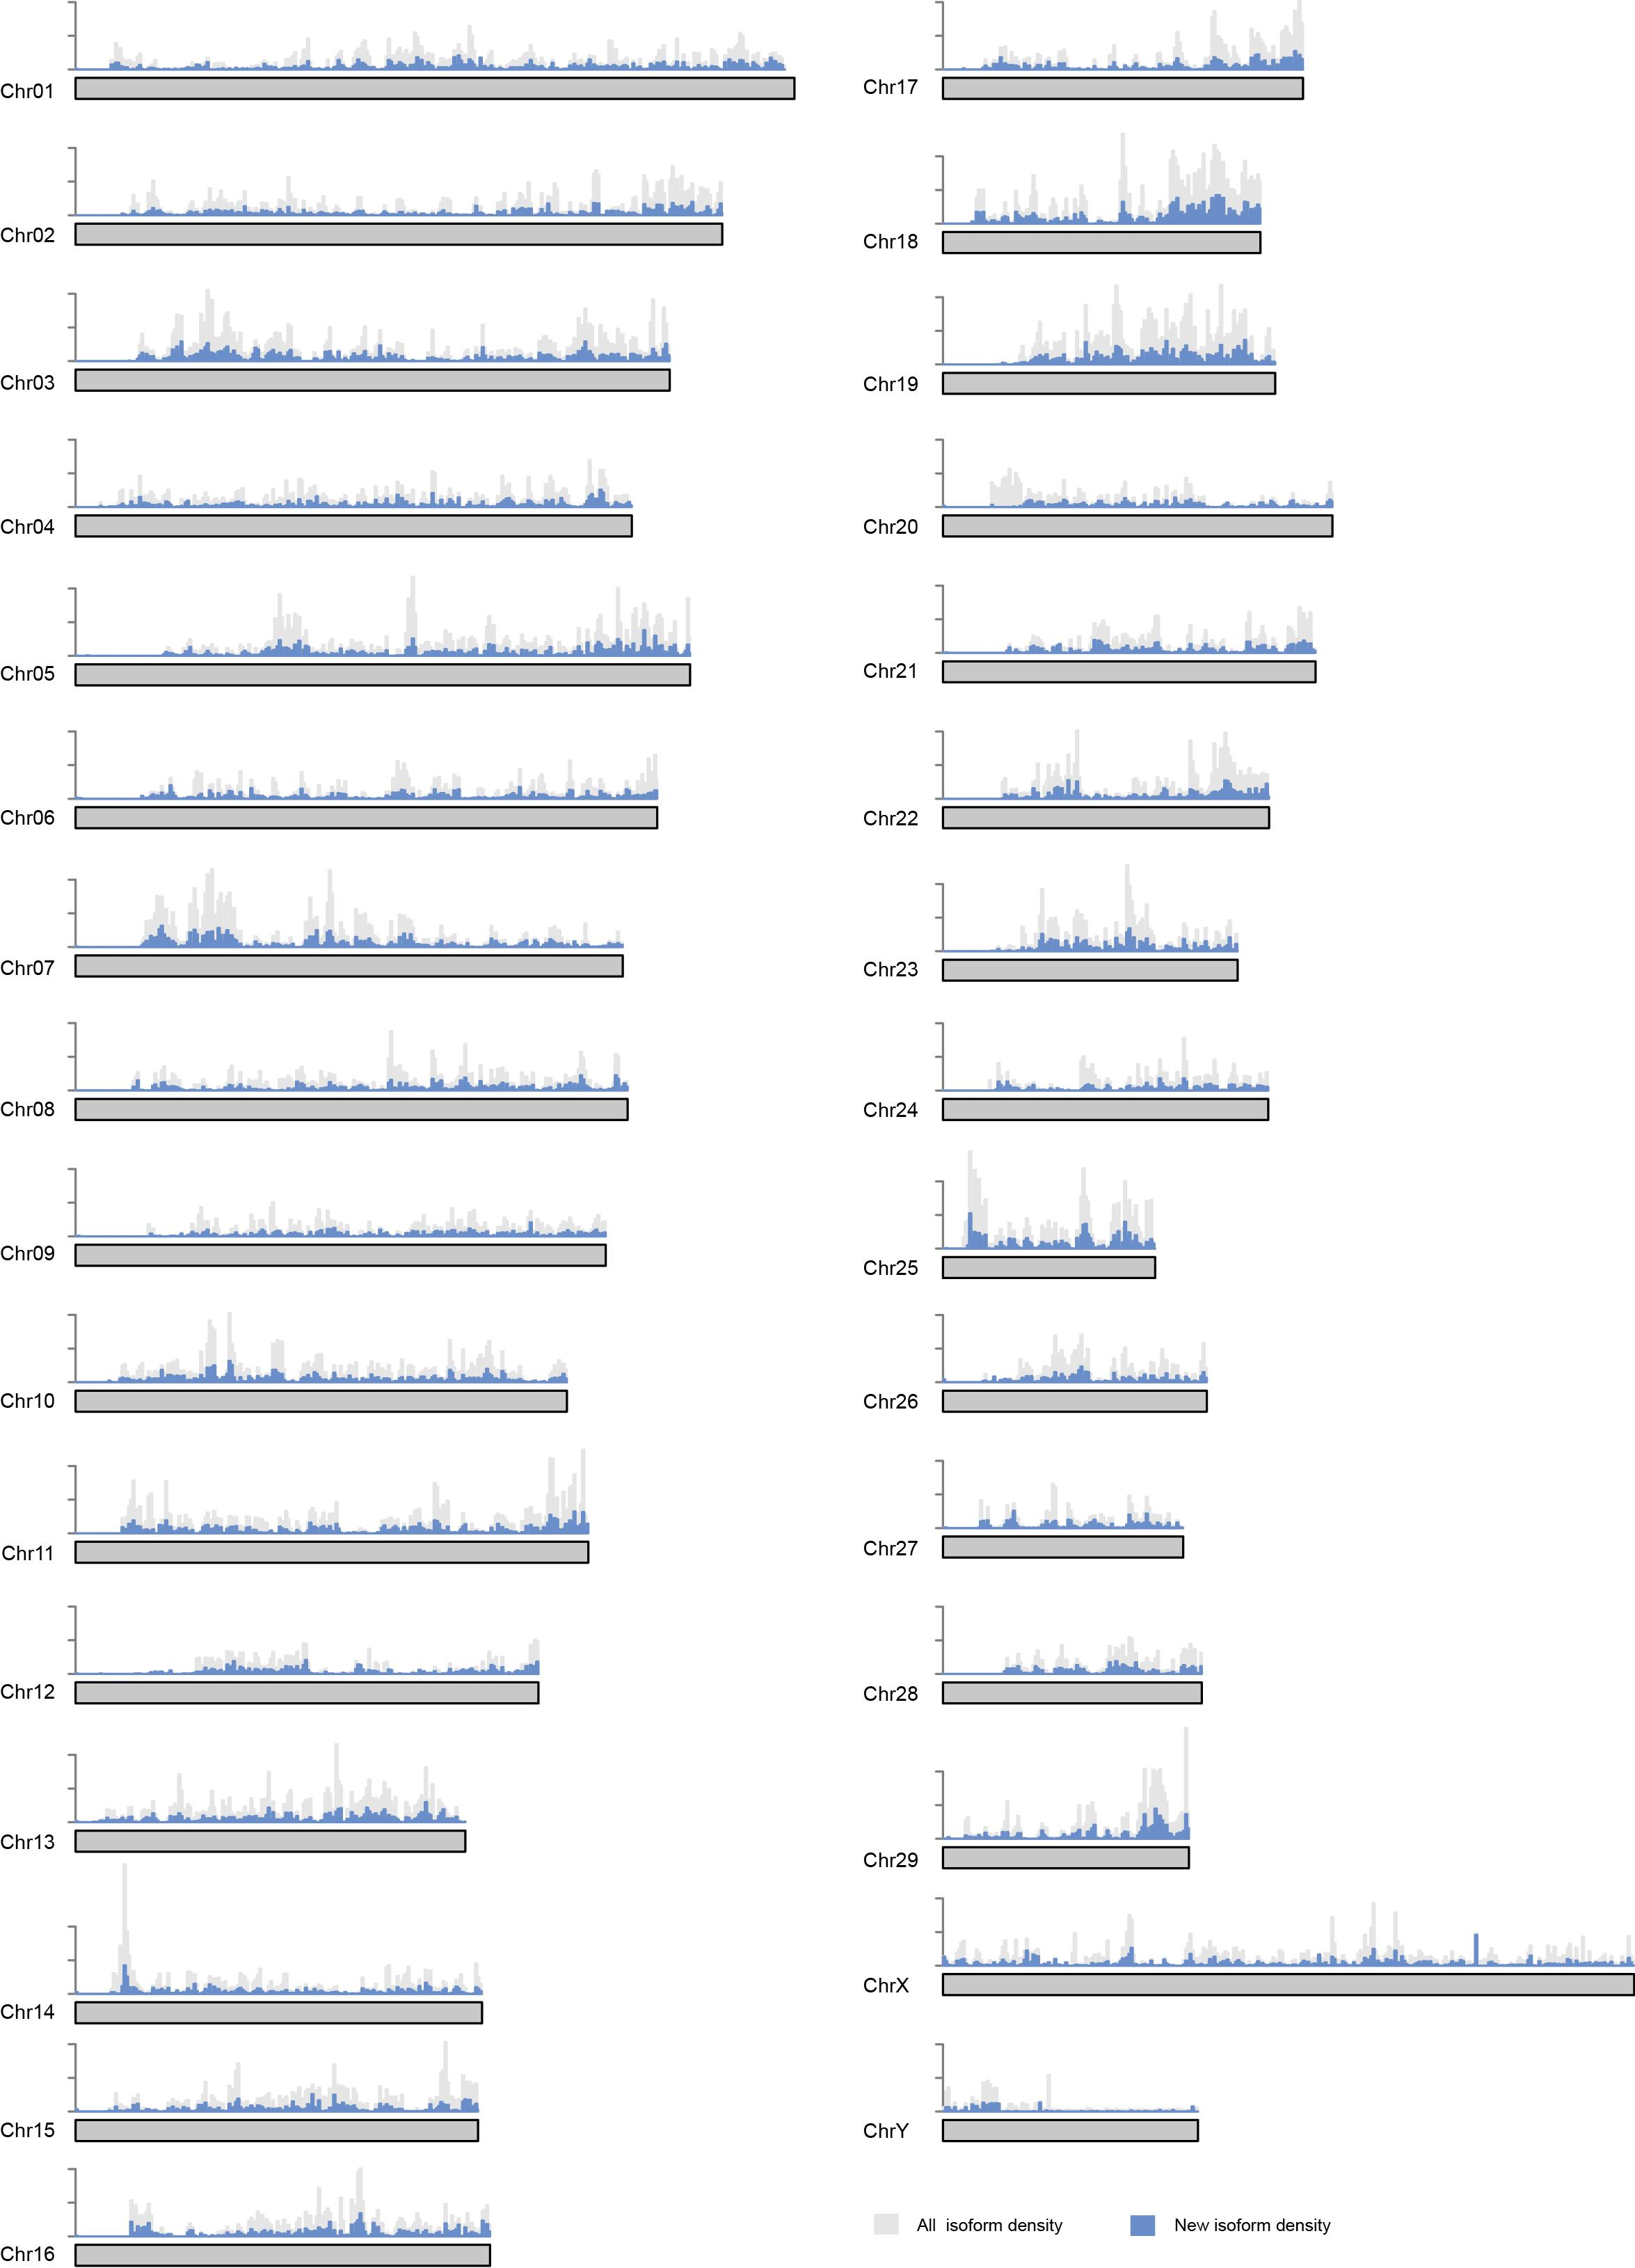 Chr01
Chr02
Chr03
Chr04
Chr05
Chr06
Chr07
Chr08
Chr09
Chr10
Chr11
Chr12
Chr13
Chr14
Chr15
Chr16
Chr17
Chr18
Chr19
Chr20
Chr21
Chr22
Chr23
Chr24
Chr25
Chr26
Chr27
Chr28
Chr29
ChrX
ChrY
All isoform density
New isoform density